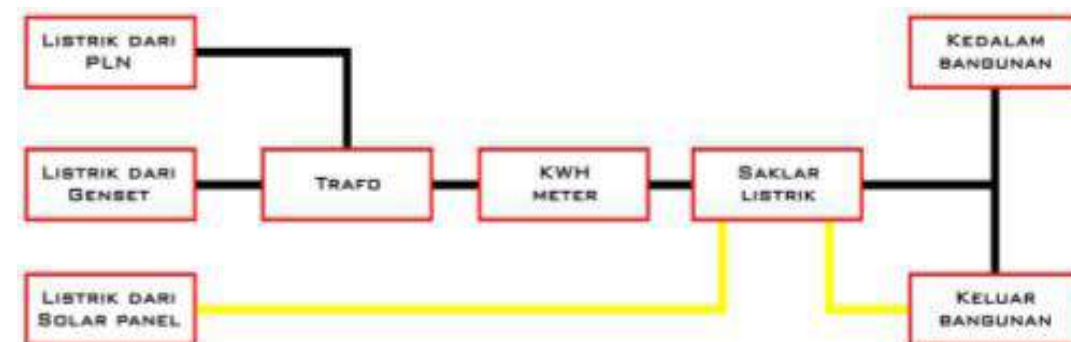 LISTRIK DARI
PLN
KEDALAM
BANGUNAN
LISTRIK DARI
GENSET
TRAFO
KWH
METER
SAKLAR
LISTRIK
LISTRIK DARI
SOLAR PANEL
KELUAR
BANGUNAN